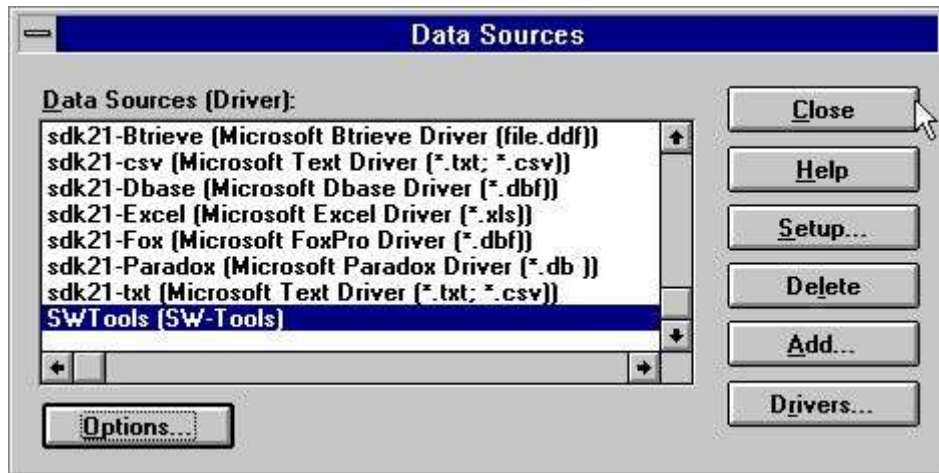 Data Sources
Data Sources (Driver):
sdk21-Btrieve (Microsoft Btrieve Driver (file.ddf))
sdk21-csv (Microsoft Text Driver (*.txt; *.csv))
sdk21-Dbase (Microsoft Dbase Driver (*.dbf))
sdk21-Excel (Microsoft Excel Driver (*.xls))
sdk21-Fox (Microsoft FoxPro Driver (*.dbf))
sdk21-Paradox (Microsoft Paradox Driver (*.db ))
sdk21-txt (Microsoft Text Driver (*.txt; *.csv))
SWTools (SW-Tools)
Options...
Close
Help
Setup...
Delete
Add...
Drivers...